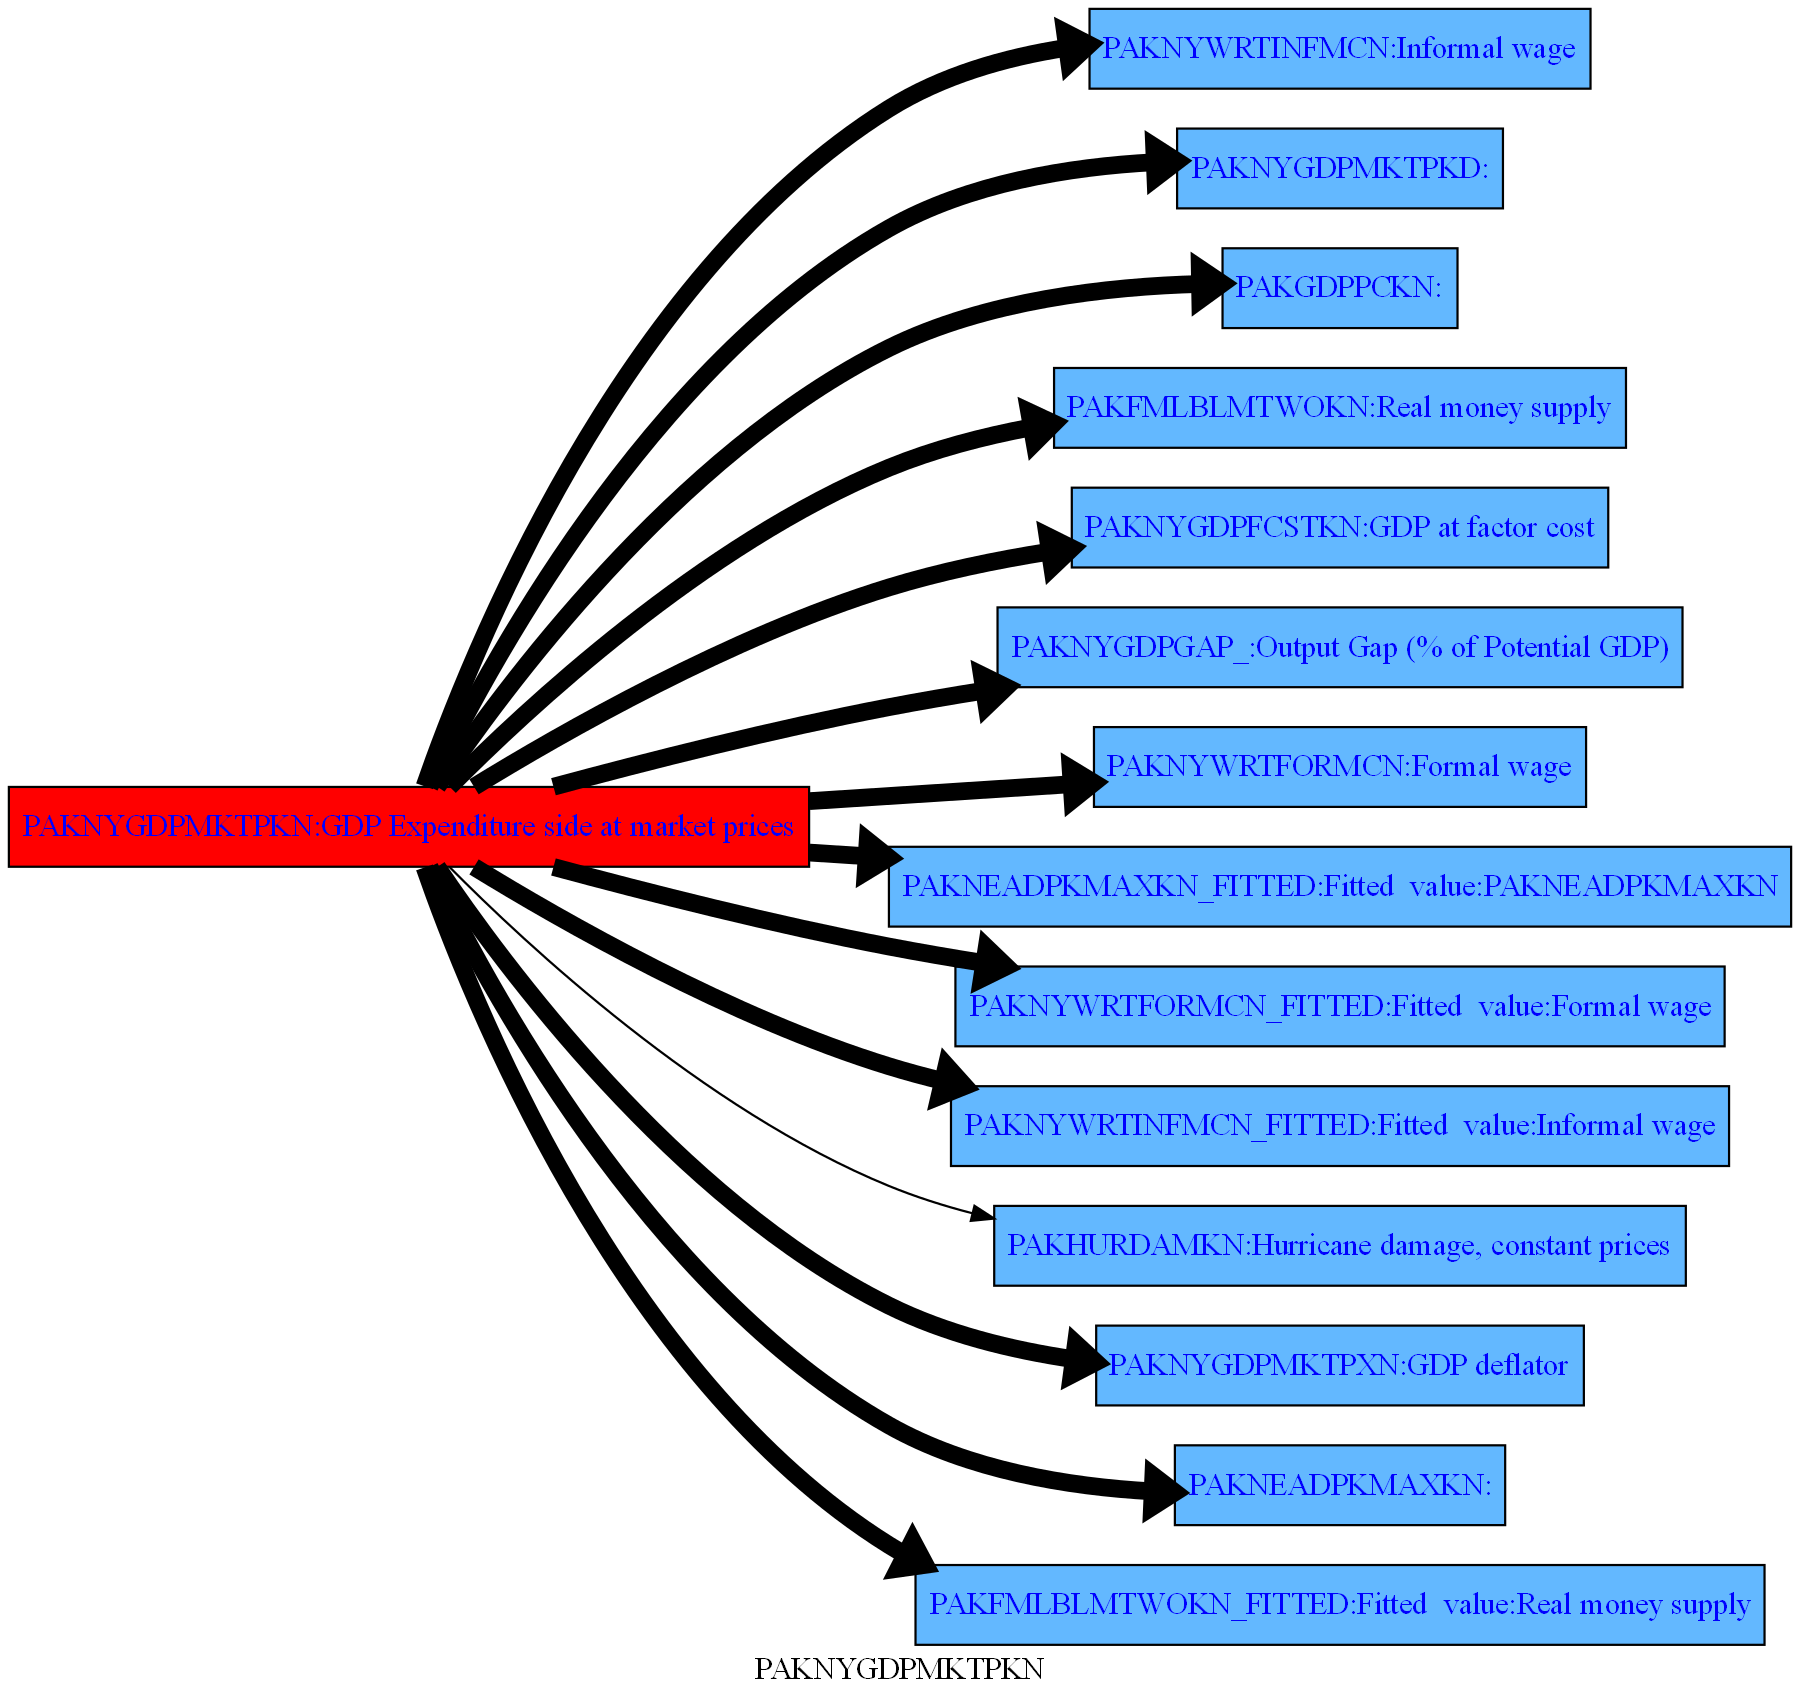 PAKNYWRTINFMCN:Informal wage
PAKNYGDPMKTPKD:
PAKGDPPCKN:
PAKFMLBLMTWOKN:Real money supply
PAKNYGDPFCSTKN:GDP at factor cost
PAKNYGDPGAP_:Output Gap (% of Potential GDP)
PAKNYWRTFORMCN:Formal wage
PAKNYGDPMKTPKN:GDP Expenditure side at market prices
PAKNEADPKMAXKN_FITTED:Fitted  value:PAKNEADPKMAXKN
PAKNYWRTFORMCN_FITTED:Fitted  value:Formal wage
PAKNYWRTINFMCN_FITTED:Fitted  value:Informal wage
PAKHURDAMKN:Hurricane damage, constant prices
PAKNYGDPMKTPXN:GDP deflator
PAKNEADPKMAXKN:
PAKFMLBLMTWOKN_FITTED:Fitted  value:Real money supply
PAKNYGDPMKTPKN